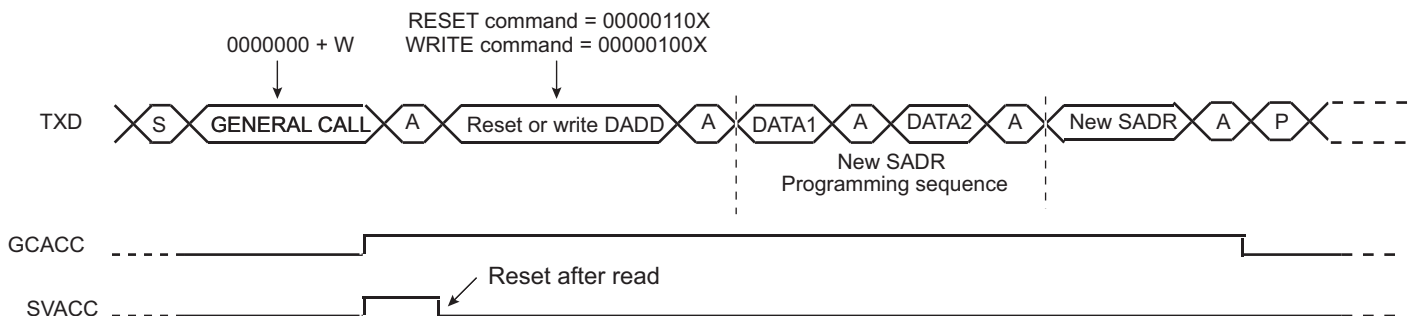 RESET command = 00000110X
0000000 + W
WRITE command = 00000100X
TXD
S
GENERAL CALL
A
Reset or write DADD
A
DATA1
A
DATA2
A
New SADR
A
P
New SADR
Programming sequence
GCACC
Reset after read
SVACC